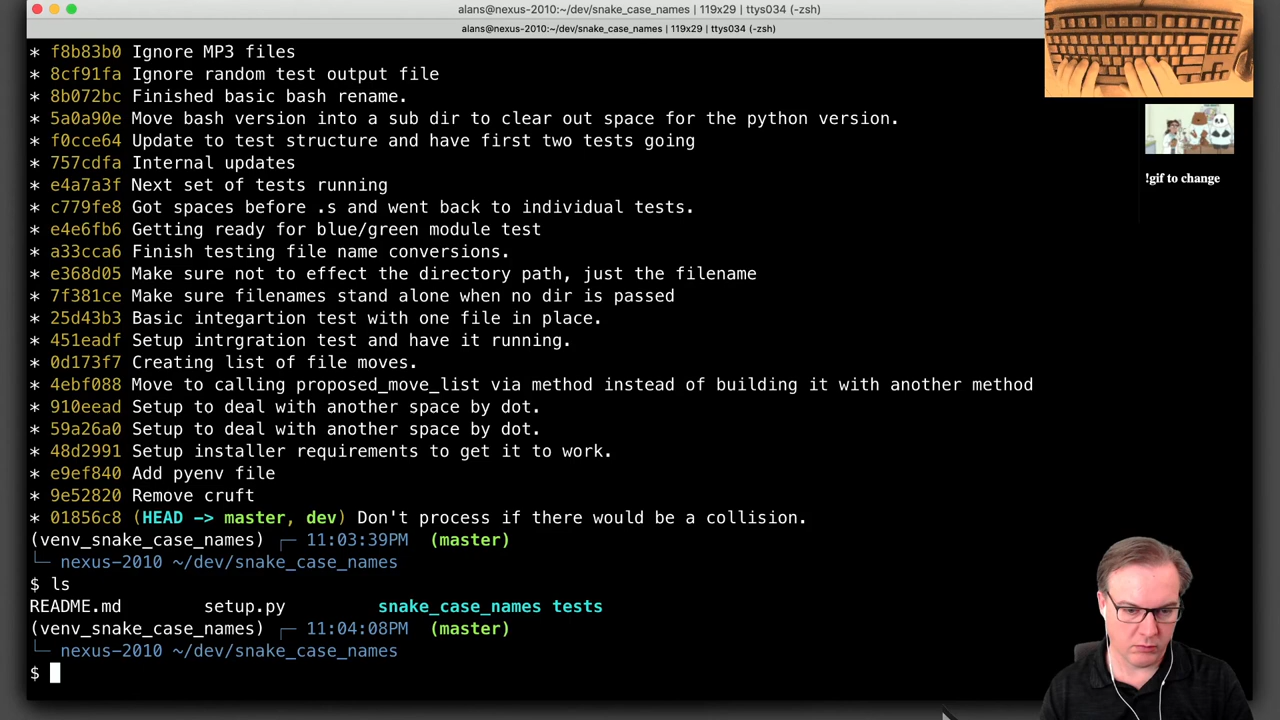 alans@nexus-2010:~/dev/snake_case_names | 119x29 | ttys034 (-zsh)
alans@nexus-2010:~/dev/snake_case_names | 119x29 | ttys034 (-zsh)
* f8b83b0 Ignore MP3 files
* 8cf91fa Ignore random test output file
* 8b072bc Finished basic bash rename.
* 5a0a90e Move bash version into a sub dir to clear out space for the python version.
* f0cce64 Update to test structure and have first two tests going
* 757cdfa Internal updates
* e4a7a3f Next set of tests running
* c779fe8 Got spaces before .s and went back to individual tests.
* e4e6fb6 Getting ready for blue/green module test
* a33cca6 Finish testing file name conversions.
* e368d05 Make sure not to effect the directory path, just the filename
* 7f381ce Make sure filenames stand alone when no dir is passed
* 25d43b3 Basic integartion test with one file in place.
* 451eadf Setup intrgration test and have it running.
* 0d173f7 Creating list of file moves.
* 4ebf088 Move to calling proposed_move_list via method instead of building it with another method
* 910eead Setup to deal with another space by dot.
* 59a26a0 Setup to deal with another space by dot.
* 48d2991 Setup installer requirements to get it to work.
* e9ef840 Add pyenv file
* 9e52820 Remove cruft
* 01856c8 (HEAD -> master, dev) Don't process if there would be a collision.
(venv_snake_case_names) ┌─ 11:03:39PM  (master)
└─ nexus-2010 ~/dev/snake_case_names
$ ls
README.md setup.py snake_case_names tests
(venv_snake_case_names) ┌─ 11:04:08PM  (master)
└─ nexus-2010 ~/dev/snake_case_names
$
!gif to change